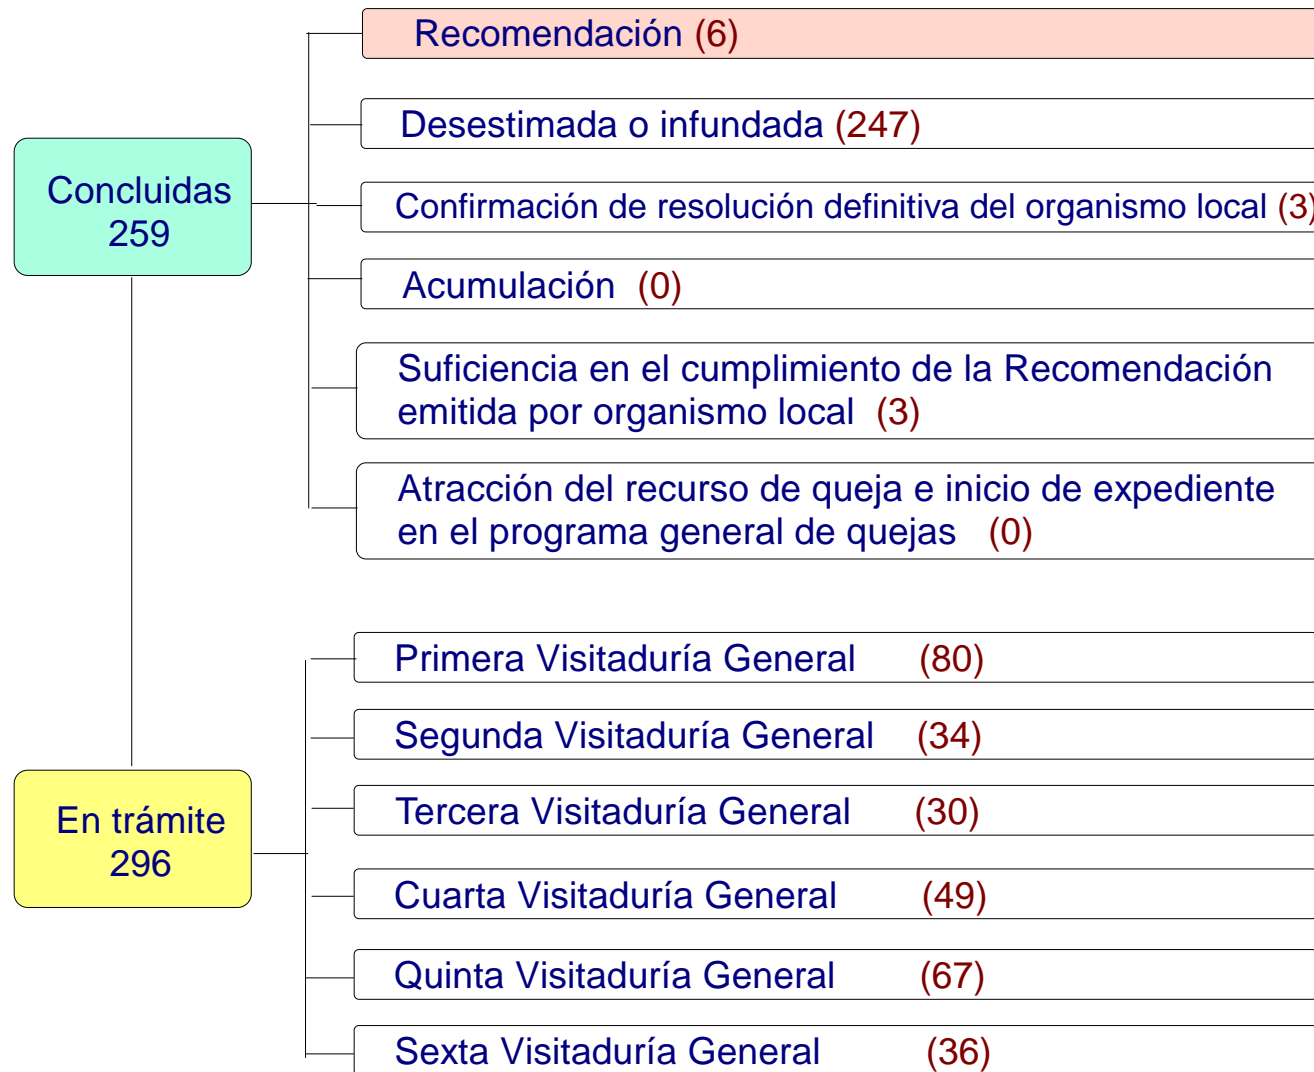 Recomendación (6)
Desestimada o infundada (247)
Concluidas
259
Confirmación de resolución definitiva del organismo local (3)
Acumulación (0)
Suficiencia en el cumplimiento de la Recomendación
emitida por organismo local (3)
Atracción del recurso de queja e inicio de expediente
en el programa general de quejas (0)
En trámite
296
Primera Visitaduría General (80)
Segunda Visitaduría General (34)
Tercera Visitaduría General (30)
Cuarta Visitaduría General (49)
Quinta Visitaduría General (67)
Sexta Visitaduría General (36)